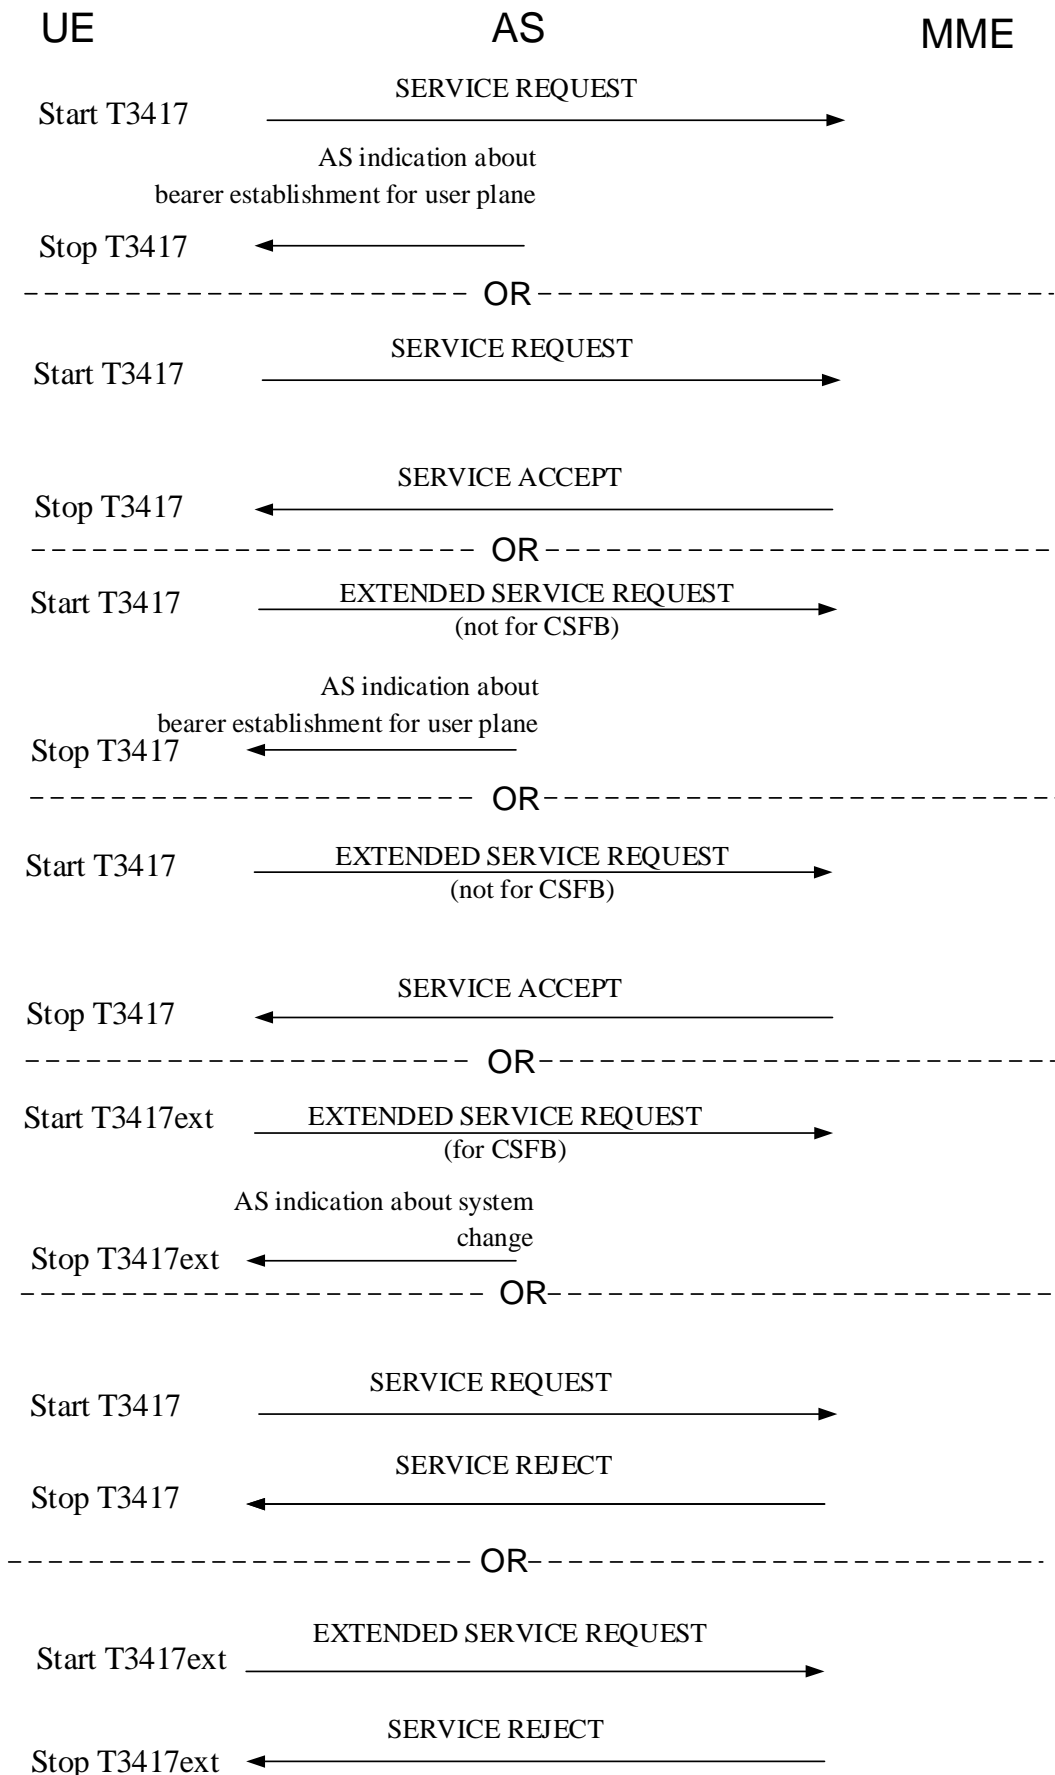 UE AS MME
SERVICE REQUEST
Start T3417
AS indication about
bearer establishment for user plane
Stop T3417
OR
SERVICE REQUEST
Start T3417
SERVICE ACCEPT
Stop T3417
OR
EXTENDED SERVICE REQUEST
Start T3417
(not for CSFB)
AS indication about
bearer establishment for user plane
Stop T3417
OR
EXTENDED SERVICE REQUEST
Start T3417
(not for CSFB)
SERVICE ACCEPT
Stop T3417
OR
EXTENDED SERVICE REQUEST
Start T3417ext
(for CSFB)
AS indication about system
change
Stop T3417ext
OR
SERVICE REQUEST
Start T3417
SERVICE REJECT
Stop T3417
OR
EXTENDED SERVICE REQUEST
Start T3417ext
SERVICE REJECT
Stop T3417ext